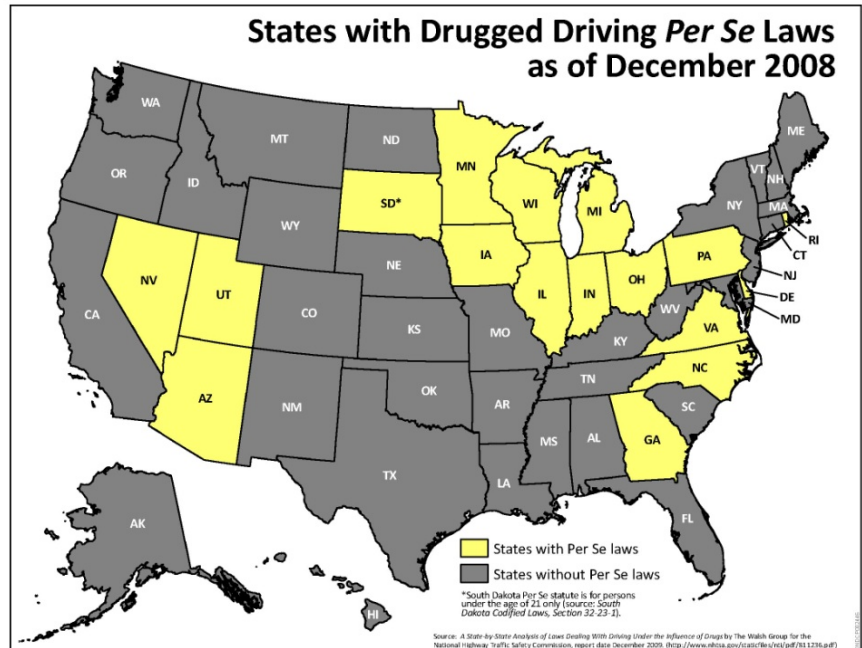 States with Drugged Driving Per Se Laws
as of December 2008
WA
MT
ND
MN
ME
OR
ID
SD*
WI
MI
VT
NH
NY
MA
WY
RI
CT
IA
PA
NE
NJ
NV
UT
IL
IN
OH
DE
CA
CO
WV
MD
KS
MO
VA
KY
NC
TN
AZ
NM
OK
AR
SC
MS
AL
GA
TX
LA
AK
FL
HI
States with Per Se laws
States without Per Se laws
*South Dakota Per Se statute is for persons
under the age of 21 only (source: South
Dakota Codified Laws, Section 32-23-1).
Source: A State-by-State Analysis of Laws Dealing With Driving Under the Influence of Drugs by The Walsh Group for the
National Highway Traffic Safety Commission, report date December 2009. (http://www.nhtsa.gov/staticfiles/nti/pdf/811236.pdf)